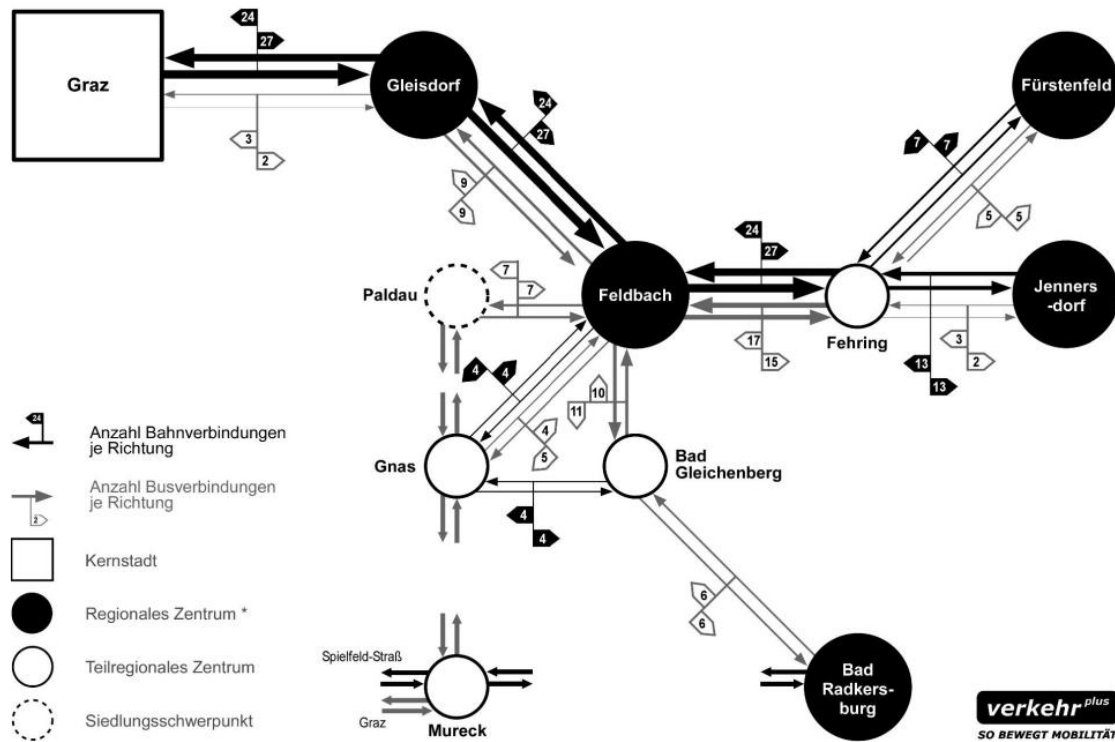 24
27
Graz
Gleisdorf
Fürstenfeld
3
2
24
27
7
7
9
9
5
5
24
27
7
7
Paldau
Feldbach
Jenners
-dorf
Fehring
17
15
3
2
13
13
4
4
10
11
4
5
24
Anzahl Bahnverbindungen
je Richtung
Gnas
Bad
Gleichenberg
Anzahl Busverbindungen
je Richtung
2
4
4
Kernstadt
6
6
Regionales Zentrum *
Teilregionales Zentrum
Spielfeld-Straß
Bad
Radkers-
burg
Graz
Mureck
Siedlungsschwerpunkt
verkehr plus
SO BEWEGT MOBILITÄT